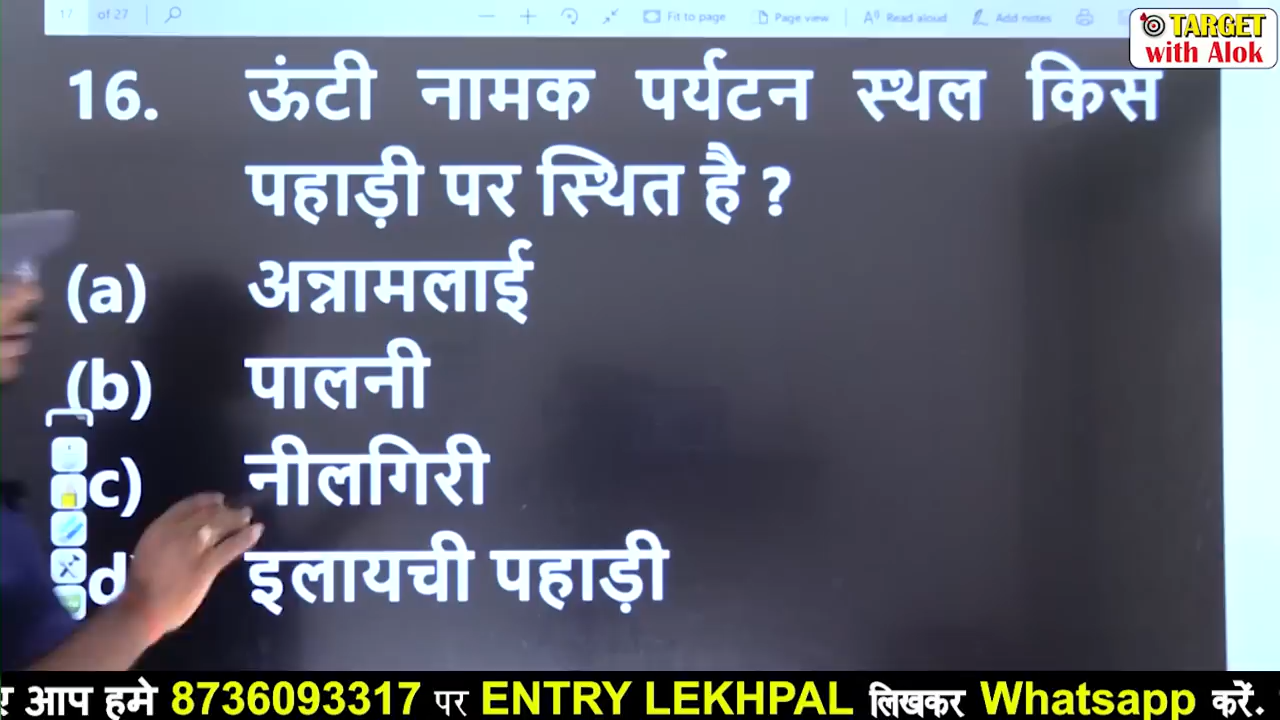 17 of 27 Fit to page Page view Read aloud Add notes
TARGET
with Alok
16. ऊंटी नामक पर्यटन स्थल किस
पहाड़ी पर स्थित है ?
(a) अन्नामलाई
(b) पालनी
c) नीलगिरी
d) इलायची पहाड़ी
आप हमे 8736093317 पर ENTRY LEKHPAL लिखकर Whatsapp करें.